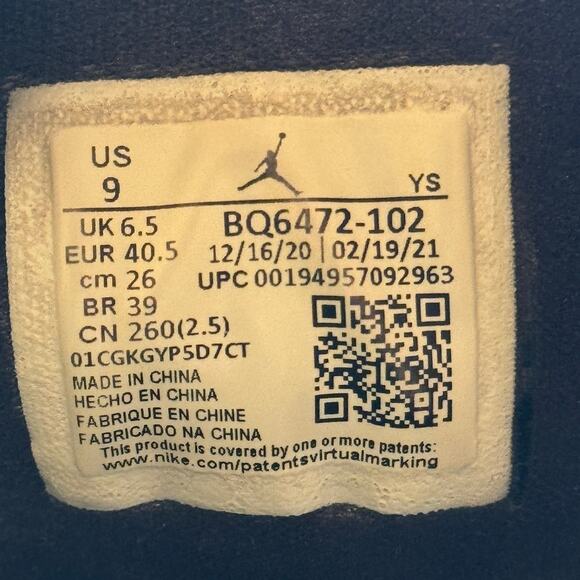 US
9
YS
UK 6.5
BQ6472-102
EUR 40.5
12/16/20 | 02/19/21
cm 26
UPC 00194957092963
BR 39
CN 260(2.5)
01CGKGYP5D7CT
MADE IN CHINA
HECHO EN CHINA
FABRIQUE EN CHINE
FABRICADO NA CHINA
This product is covered by one or more patents:
www.nike.com/patentsvirtualmarking